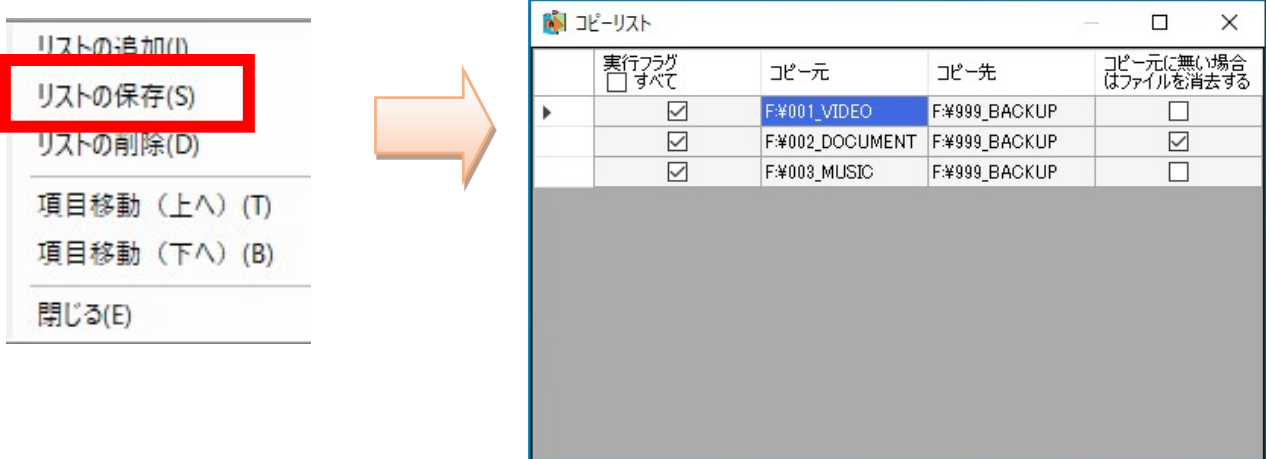 リストの追加(I)
リストの保存(S)
リストの削除(D)
項目移動（上へ）(T)
項目移動（下へ）(B)
閉じる(E)
コピーリスト
実行フラグ
すべて
コピー元
コピー先
コピー元に無い場合
はファイルを消去する
F:¥001_VIDEO F:¥999_BACKUP
F:¥002_DOCUMENT F:¥999_BACKUP
F:¥003_MUSIC F:¥999_BACKUP